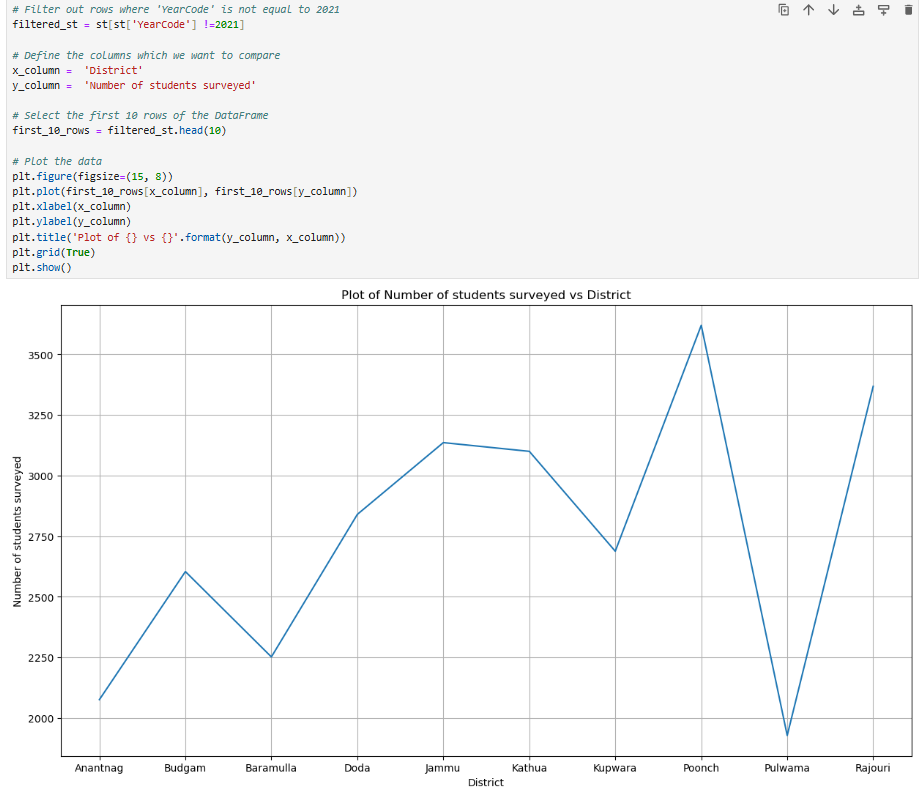 # Filter out rows where 'YearCode' is not equal to 2021
filtered_st = st[st['YearCode'] !=2021]
# Define the columns which we want to compare
x_column =  'District'
y_column =  'Number of students surveyed'
# Select the first 10 rows of the DataFrame
first_10_rows = filtered_st.head(10)
# Plot the data
plt.figure(figsize=(15, 8))
plt.plot(first_10_rows[x_column], first_10_rows[y_column])
plt.xlabel(x_column)
plt.ylabel(y_column)
plt.title('Plot of {} vs {}'.format(y_column, x_column))
plt.grid(True)
plt.show()
Plot of Number of students surveyed vs District
Number of students surveyed
3500
3250
3000
2750
2500
2250
2000
Anantnag Budgam Baramulla Doda Jammu Kathua Kupwara Poonch Pulwama Rajouri
District